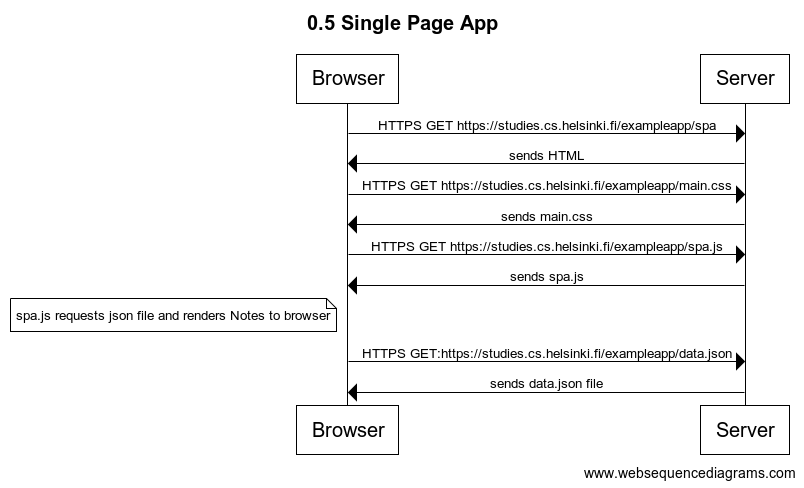 0.5 Single Page App
Browser
Server
HTTPS GET https://studies.cs.helsinki.fi/exampleapp/spa
sends HTML
HTTPS GET https://studies.cs.helsinki.fi/exampleapp/main.css
sends main.css
HTTPS GET https://studies.cs.helsinki.fi/exampleapp/spa.js
sends spa.js
spa.js requests json file and renders Notes to browser
HTTPS GET:https://studies.cs.helsinki.fi/exampleapp/data.json
sends data.json file
Browser
Server
www.websequencediagrams.com